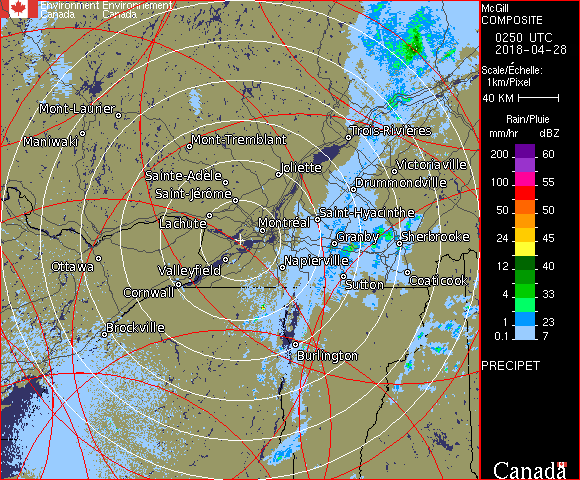 Environment Environnement
Canada Canada
McGill
COMPOSITE
0250 UTC
2018-04-28
Scale/Échelle:
1km/Pixel
40 KM
Rain/Pluie
mm/hr dBZ
200 60
150 55
100 55
50 50
24 45
12 40
4 33
1 23
0.1 7
PRECIPET
Canada
Mont-Laurier
Maniwaki
Mont-Tremblant
Trois-Rivières
Joliette
Victoriaville
Sainte-Adèle
Drummondville
Saint-Jérôme
Saint-Hyacinthe
Lachute
Montréal
Granby
Sherbrooke
Ottawa
Valleyfield
Napierville
Cornwall
Sutton
Coaticook
Brockville
Burlington